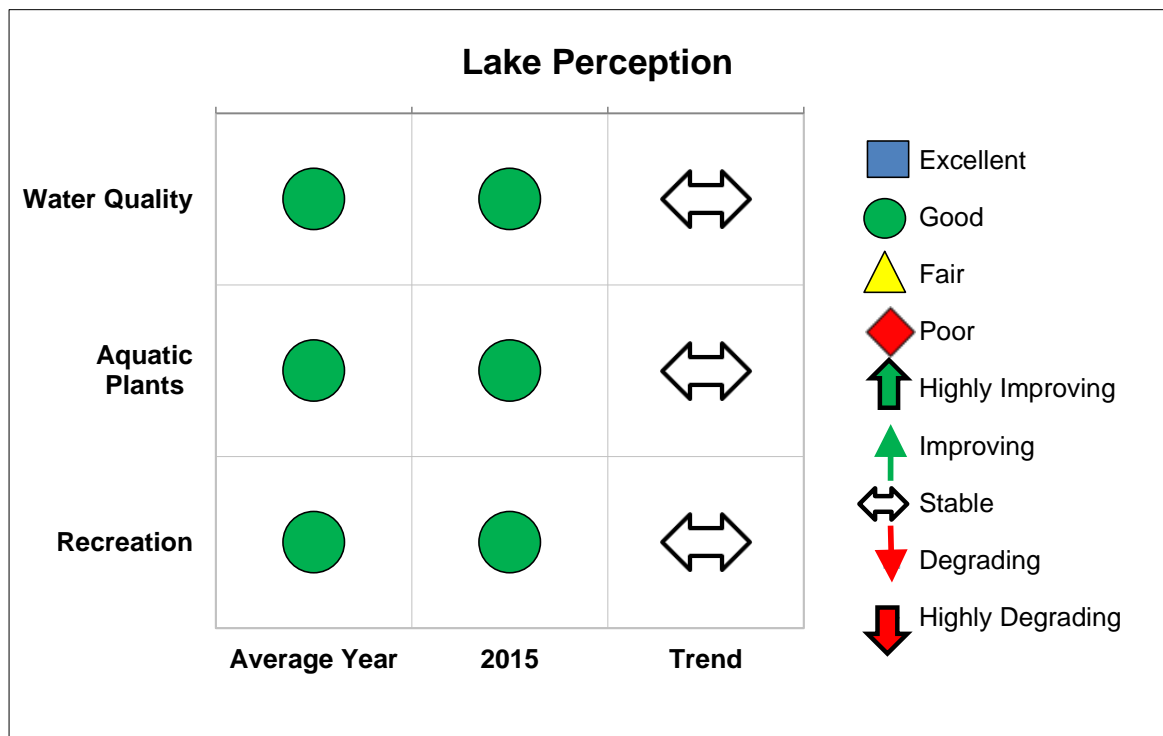 Lake Perception
Water Quality
Aquatic
Plants
Recreation
Average Year
2015
Trend
Excellent
Good
Fair
Poor
Highly Improving
Improving
Stable
Degrading
Highly Degrading